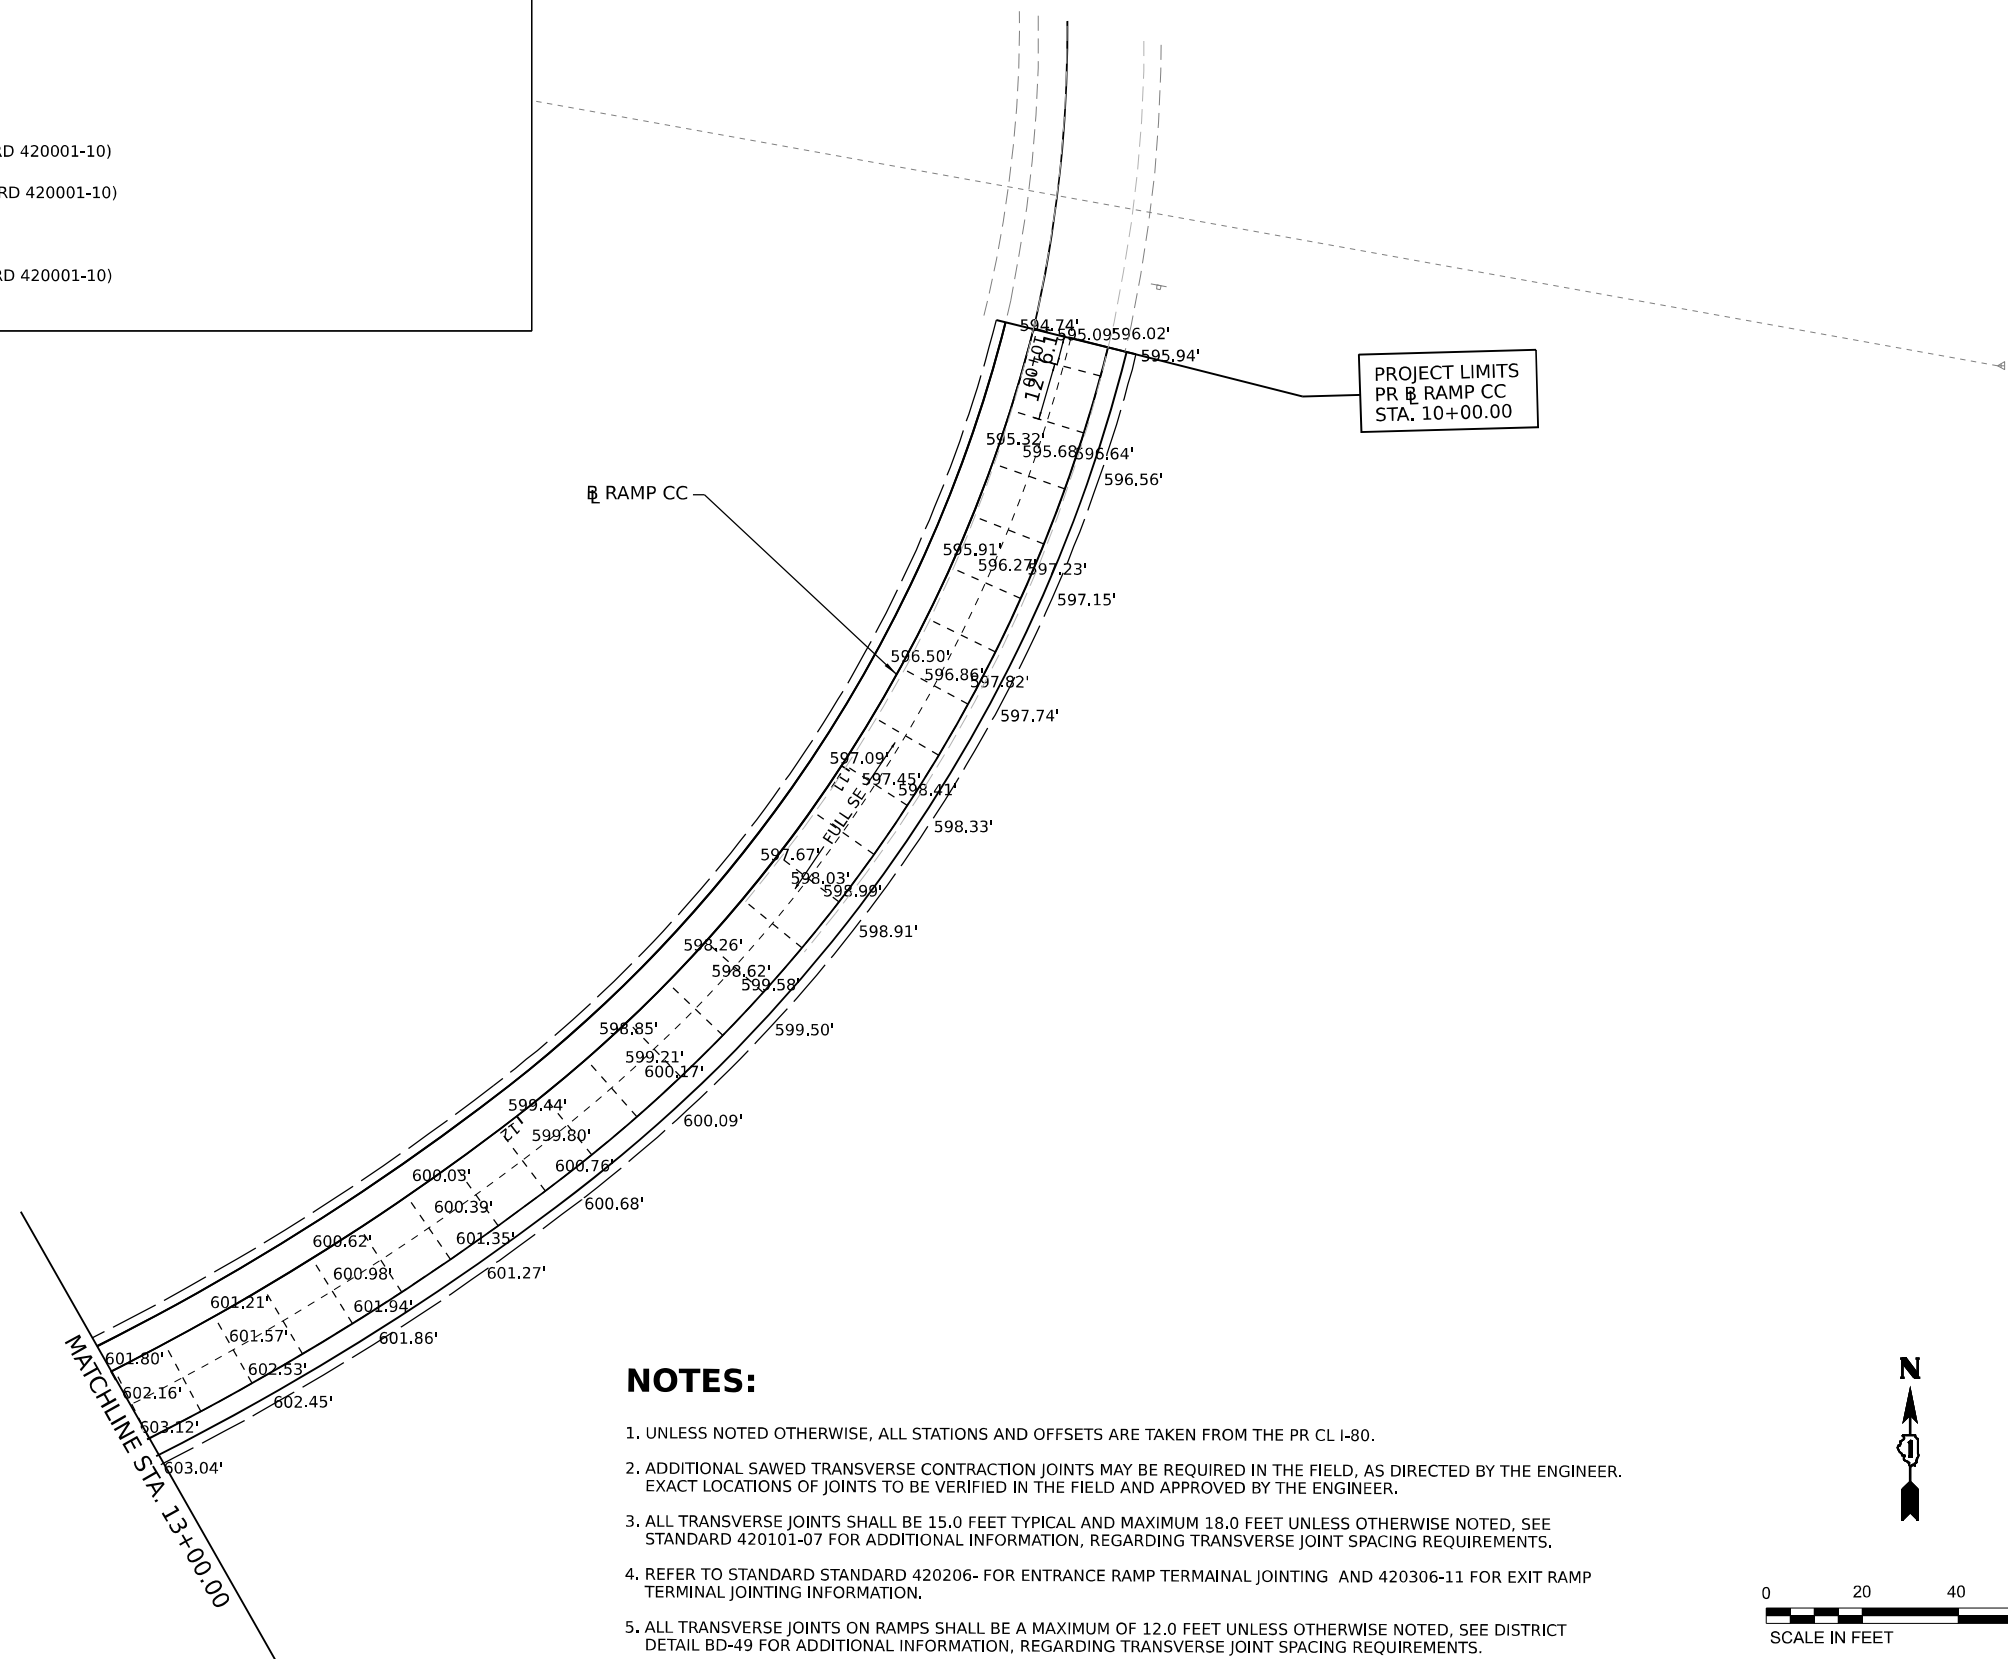 RD 420001-10)
RD 420001-10)
RD 420001-10)
594.74'
595.09'
596.02'
595.94'
10+00
PROJECT LIMITS
PR BL RAMP CC
STA. 10+00.00
595.32'
595.68'
596.64'
596.56'
BL RAMP CC
595.91'
596.27'
597.23'
597.15'
596.50'
596.86'
597.82'
597.74'
597.09'
111
597.45'
598.41'
FULL SE
598.33'
597.67'
598.03'
598.99'
598.91'
598.26'
598.62'
599.58'
599.50'
598.85'
599.21'
600.17'
600.09'
599.44'
112
599.80'
600.76'
600.68'
600.03'
600.39'
601.35'
601.27'
600.62'
600.98'
601.94'
601.86'
601.21'
601.57'
602.53'
602.45'
601.80'
602.16'
603.12'
603.04'
MATCHLINE STA. 13+00.00
NOTES:
1. UNLESS NOTED OTHERWISE, ALL STATIONS AND OFFSETS ARE TAKEN FROM THE PR CL I-80.
2. ADDITIONAL SAWED TRANSVERSE CONTRACTION JOINTS MAY BE REQUIRED IN THE FIELD, AS DIRECTED BY THE ENGINEER.
EXACT LOCATIONS OF JOINTS TO BE VERIFIED IN THE FIELD AND APPROVED BY THE ENGINEER.
3. ALL TRANSVERSE JOINTS SHALL BE 15.0 FEET TYPICAL AND MAXIMUM 18.0 FEET UNLESS OTHERWISE NOTED, SEE
STANDARD 420101-07 FOR ADDITIONAL INFORMATION, REGARDING TRANSVERSE JOINT SPACING REQUIREMENTS.
4. REFER TO STANDARD STANDARD 420206- FOR ENTRANCE RAMP TERMAINAL JOINTING AND 420306-11 FOR EXIT RAMP
TERMINAL JOINTING INFORMATION.
5. ALL TRANSVERSE JOINTS ON RAMPS SHALL BE A MAXIMUM OF 12.0 FEET UNLESS OTHERWISE NOTED, SEE DISTRICT
DETAIL BD-49 FOR ADDITIONAL INFORMATION, REGARDING TRANSVERSE JOINT SPACING REQUIREMENTS.
N
1
0 20 40
SCALE IN FEET